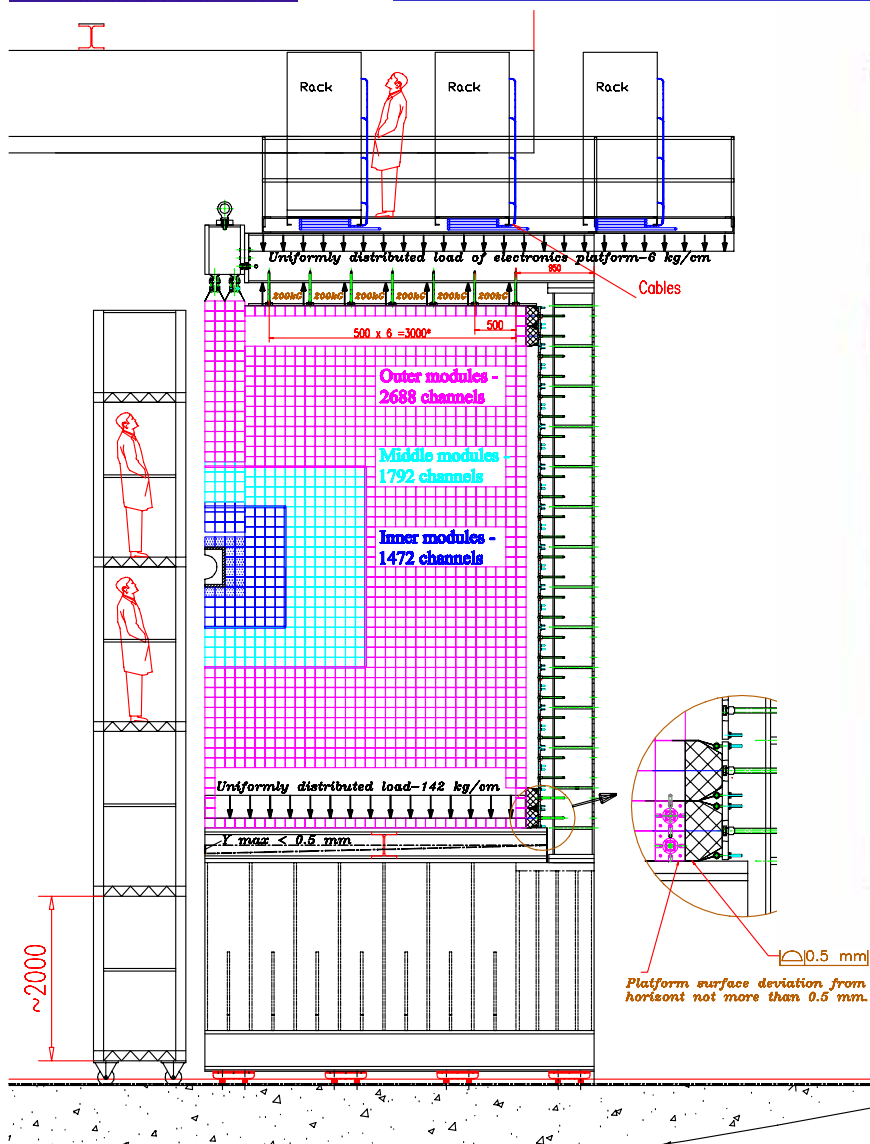 Rack
Rack
Rack
Uniformly distributed load of electronics platform-6 kg/cm
950
Cables
200kG
200kG
200kG
200kG
200kG
200kG
500 x 6 =3000*
500
Outer modules -
2688 channels
Middle modules -
1792 channels
Inner modules -
1472 channels
Uniformly distributed load-142 kg/cm
Y max < 0.5 mm
~2000
0.5 mm
Platform surface deviation from
horizont not more than 0.5 mm.